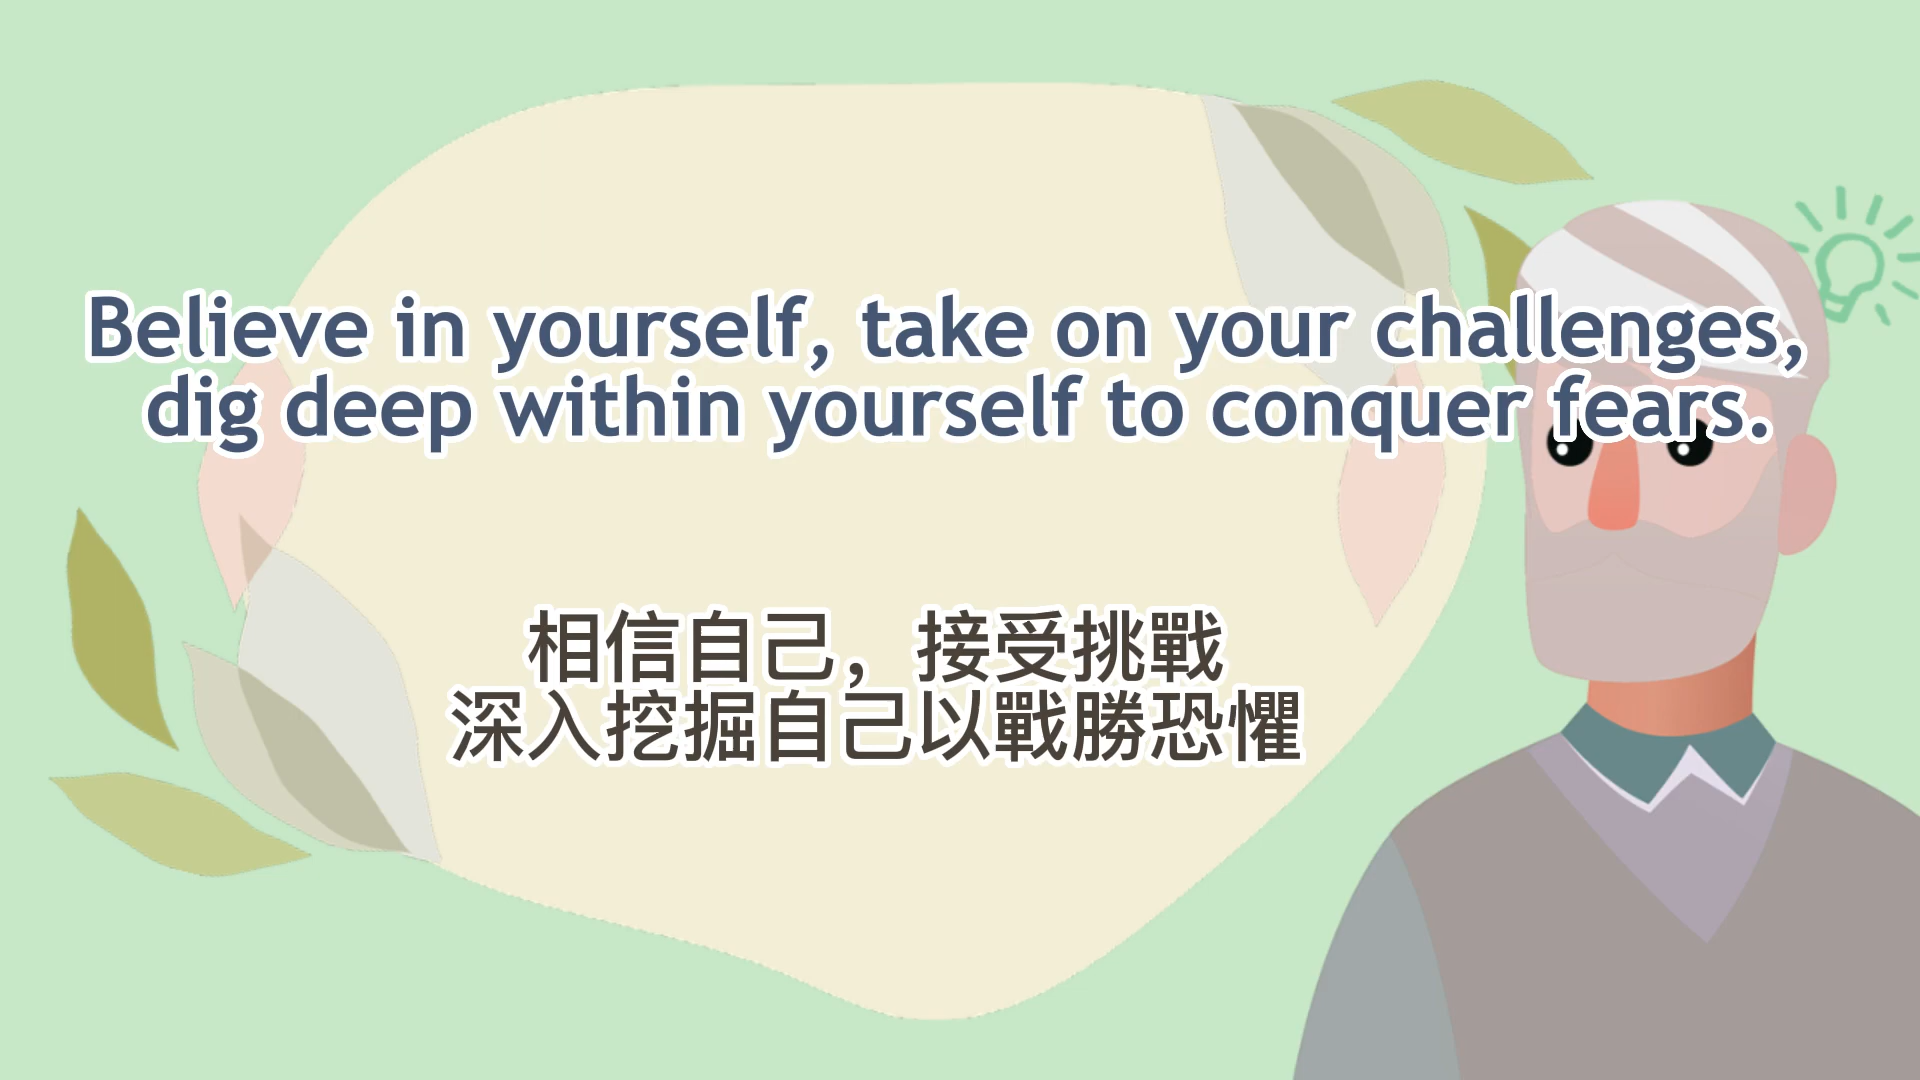 Believe in yourself, take on your challenges,
dig deep within yourself to conquer fears.
相信自己，接受挑戰
深入挖掘自己以戰勝恐懼